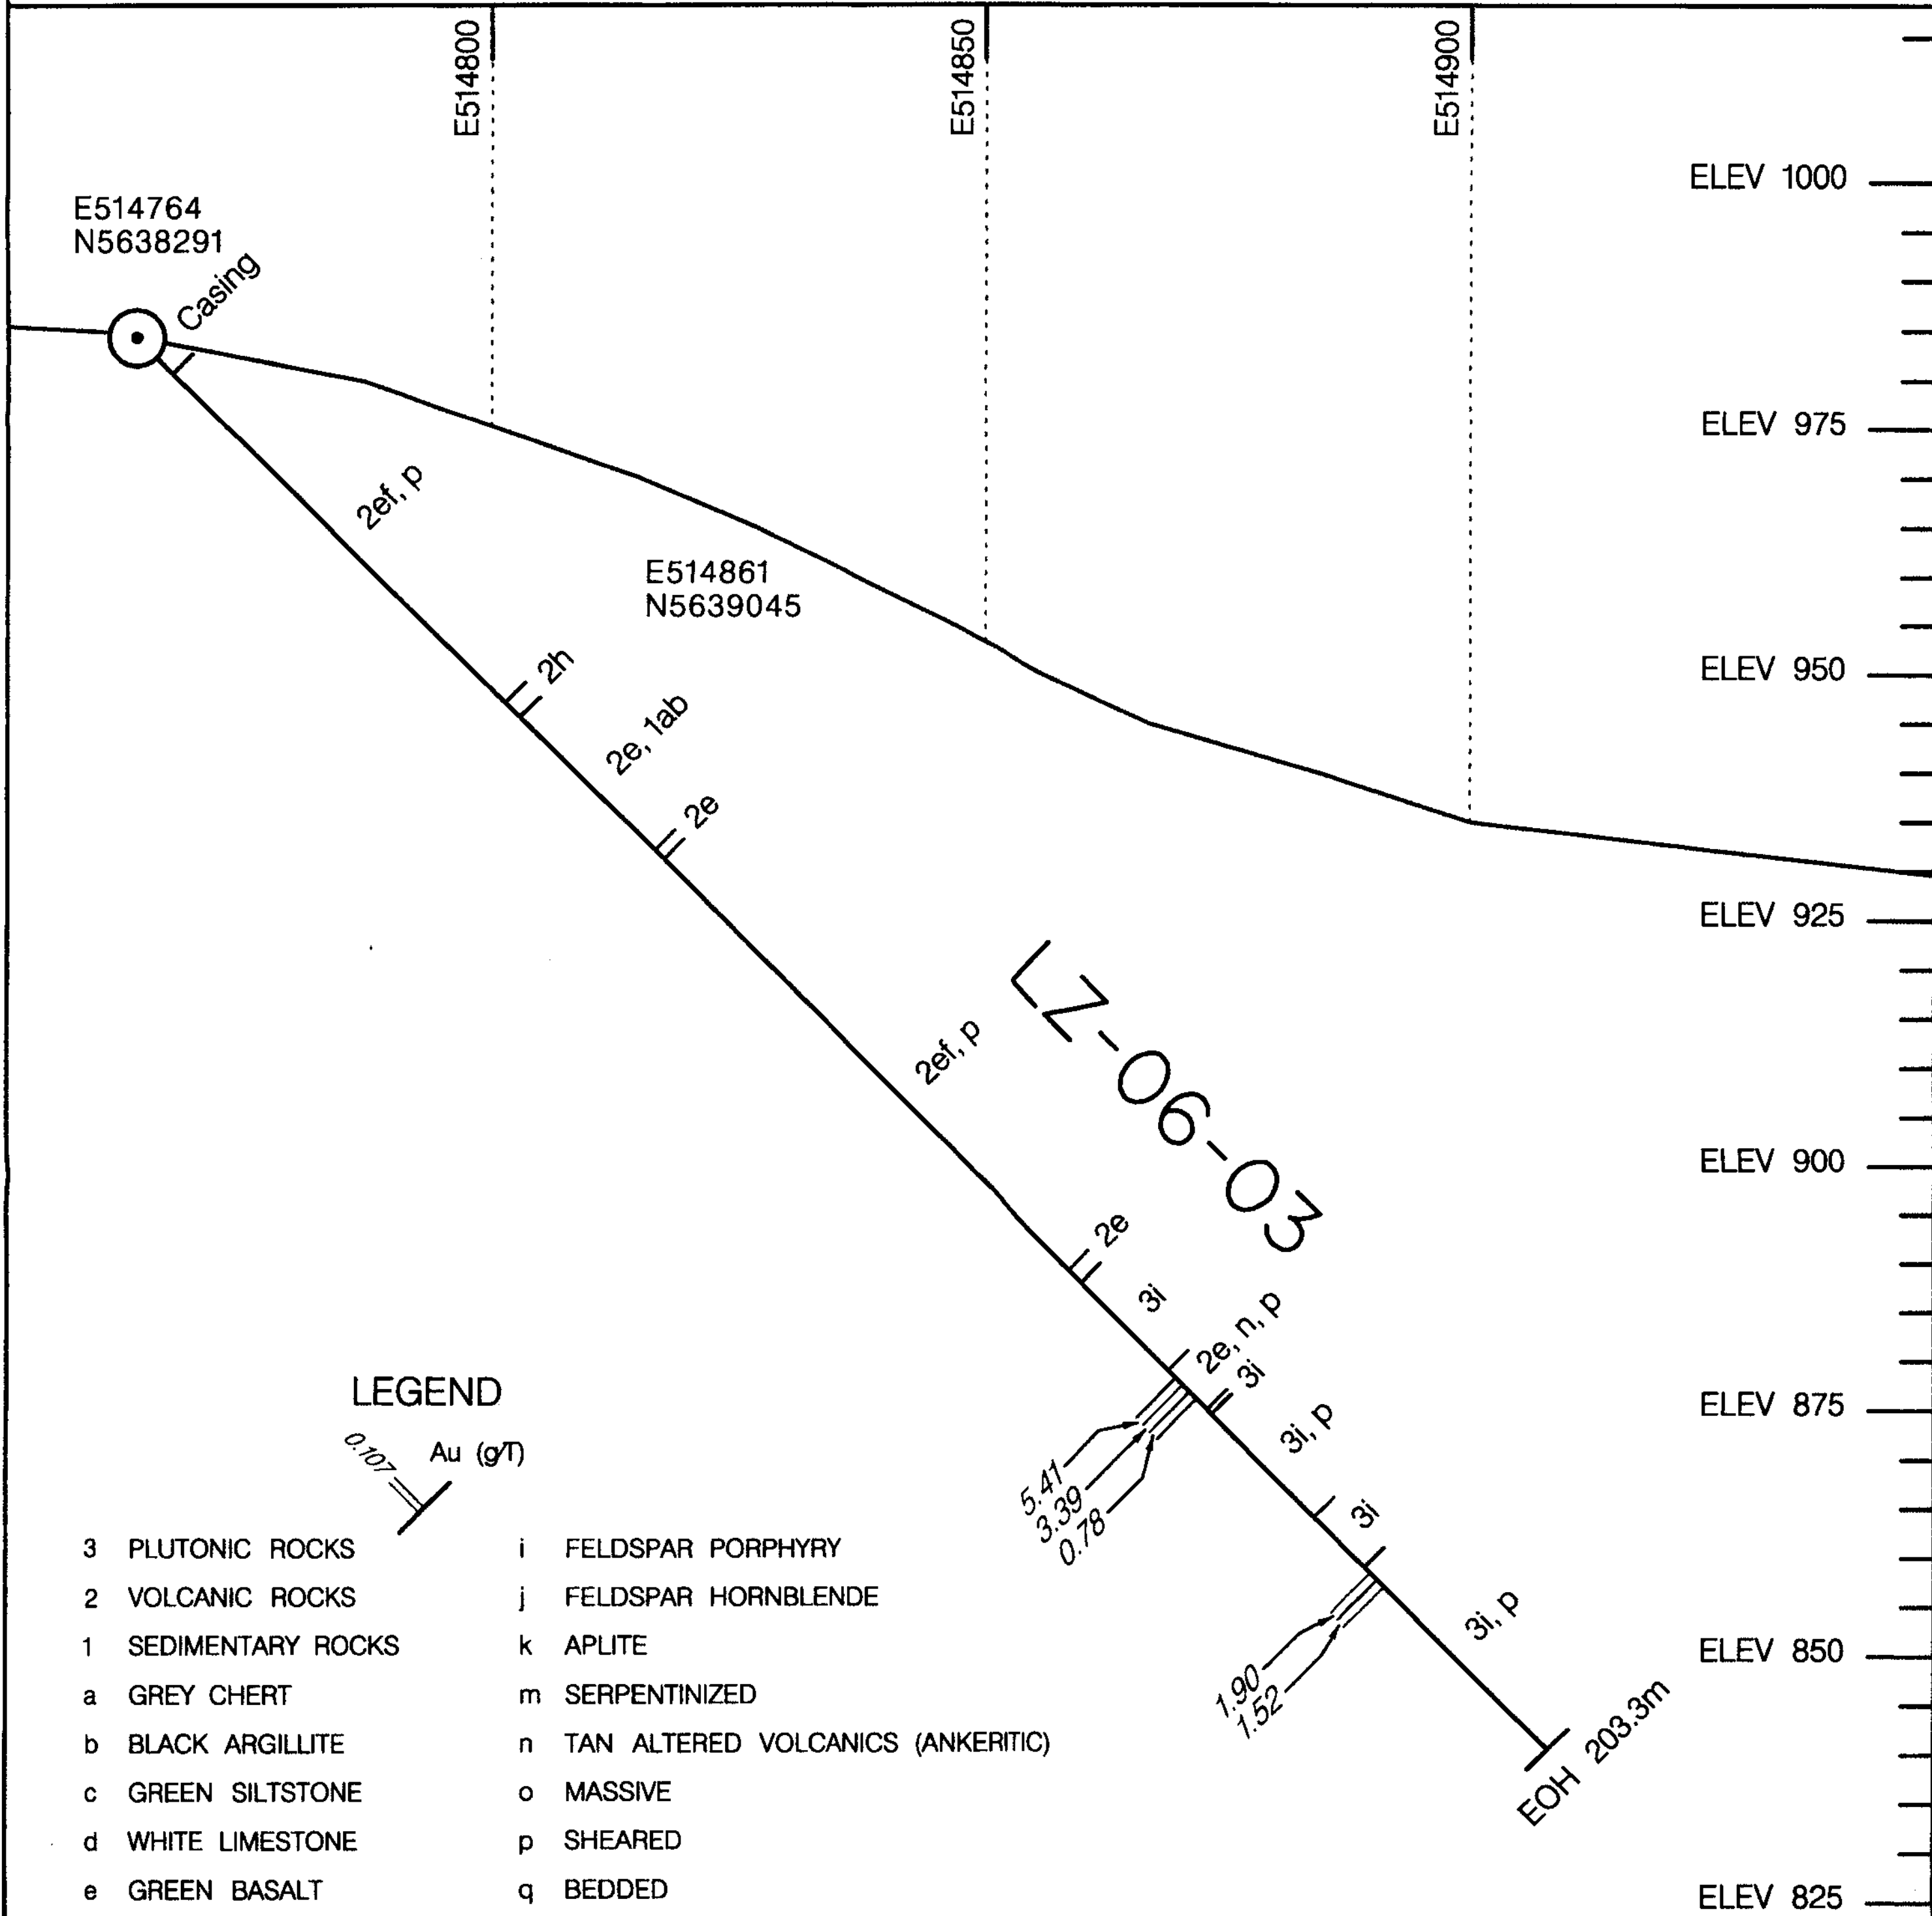 E514800
E514850
E514900
ELEV 1000
E514764
N5638291
Casing
ELEV 975
2ef, p
E514861
N5639045
2h
ELEV 950
2e, 1ab
2e
ELEV 925
LZ-06-03
2ef, p
ELEV 900
2e
3i
2e, n, p
3i
ELEV 875
3i, p
5.41
3.39
0.78
3i
3i, p
ELEV 850
1.90
1.52
EOH 203.3m
ELEV 825
LEGEND
0.107
Au (g/T)
3 PLUTONIC ROCKS
2 VOLCANIC ROCKS
1 SEDIMENTARY ROCKS
a GREY CHERT
b BLACK ARGILLITE
c GREEN SILTSTONE
d WHITE LIMESTONE
e GREEN BASALT
i FELDSPAR PORPHYRY
j FELDSPAR HORNBLENDE
k APLITE
m SERPENTINIZED
n TAN ALTERED VOLCANICS (ANKERITIC)
o MASSIVE
p SHEARED
q BEDDED